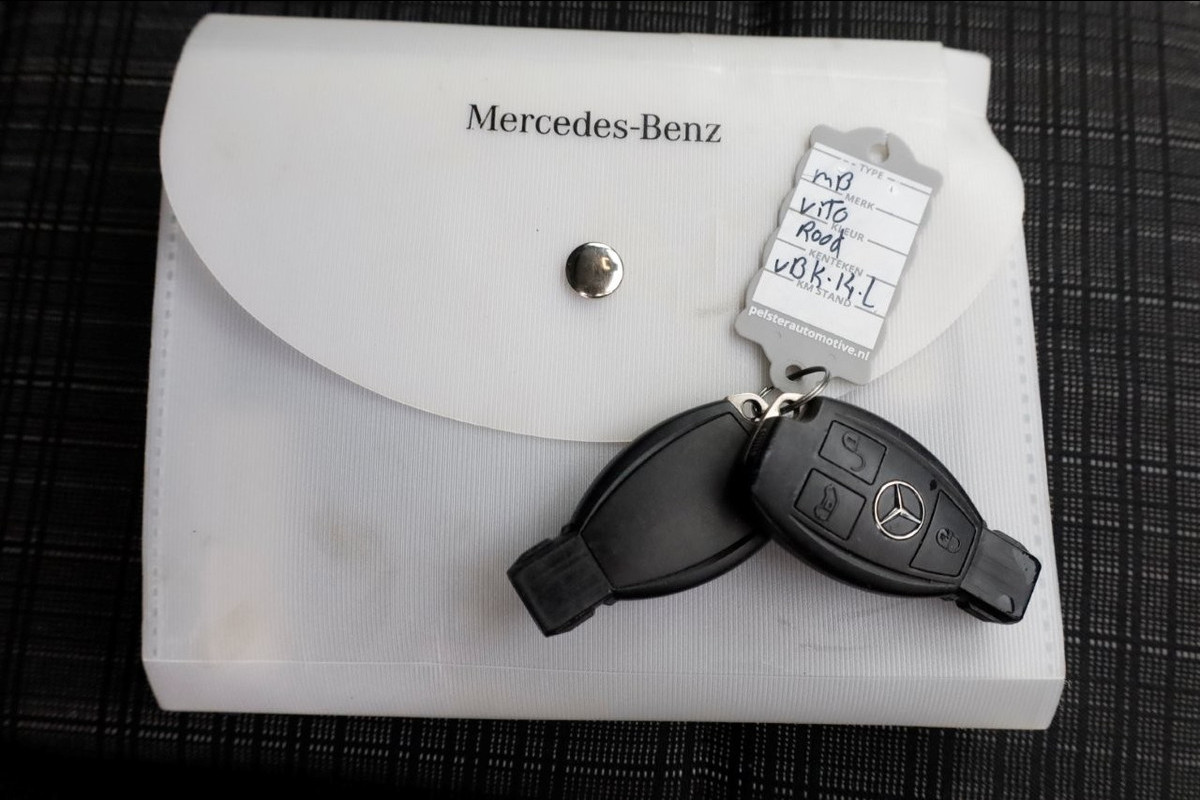 Mercedes-Benz
TYPE
mB
MERK
viTo
KLEUR
Rood
KENTEKEN
vBK·14·L
KM STAND
pelsterautomotive.nl